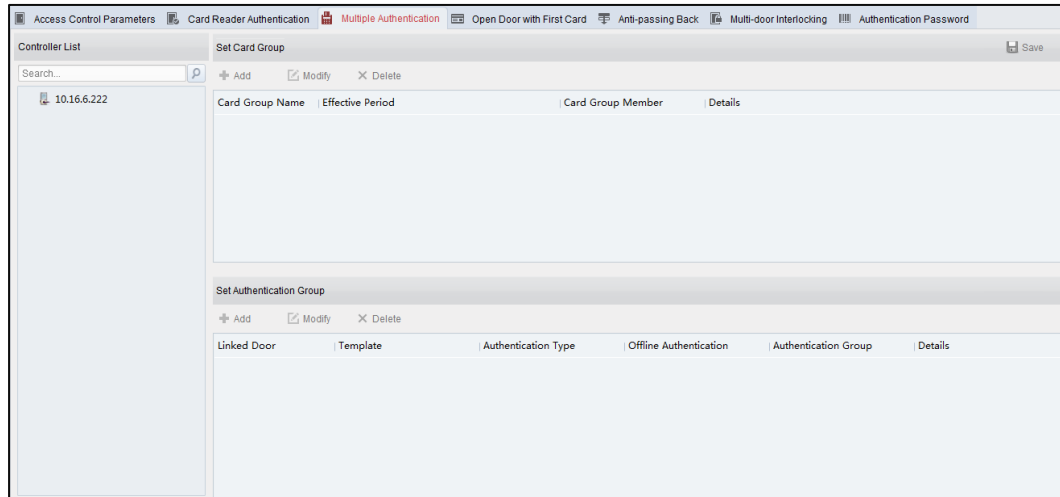 Access Control Parameters Card Reader Authentication Multiple Authentication Open Door with First Card Anti-passing Back Multi-door Interlocking Authentication Password
Controller List
Search...
10.16.6.222
Set Card Group Save
Add Modify Delete
Card Group Name Effective Period Card Group Member Details
Set Authentication Group
Add Modify Delete
Linked Door Template Authentication Type Offline Authentication Authentication Group Details